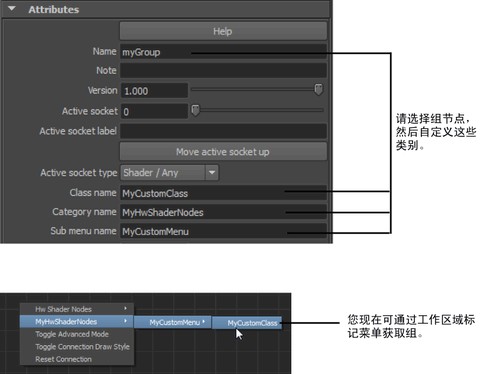 Attributes
Help
Name myGroup
Note
Version 1.000
Active socket 0
Active socket label
Move active socket up
Active socket type Shader / Any
Class name MyCustomClass
Category name MyHwShaderNodes
Sub menu name MyCustomMenu
请选择组节点，
然后自定义这些
类别。
Hw Shader Nodes
MyHwShaderNodes MyCustomMenu MyCustomClass
Toggle Advanced Mode
Toggle Connection Draw Style
Reset Connection
您现在可通过工作区域标
记菜单获取组。